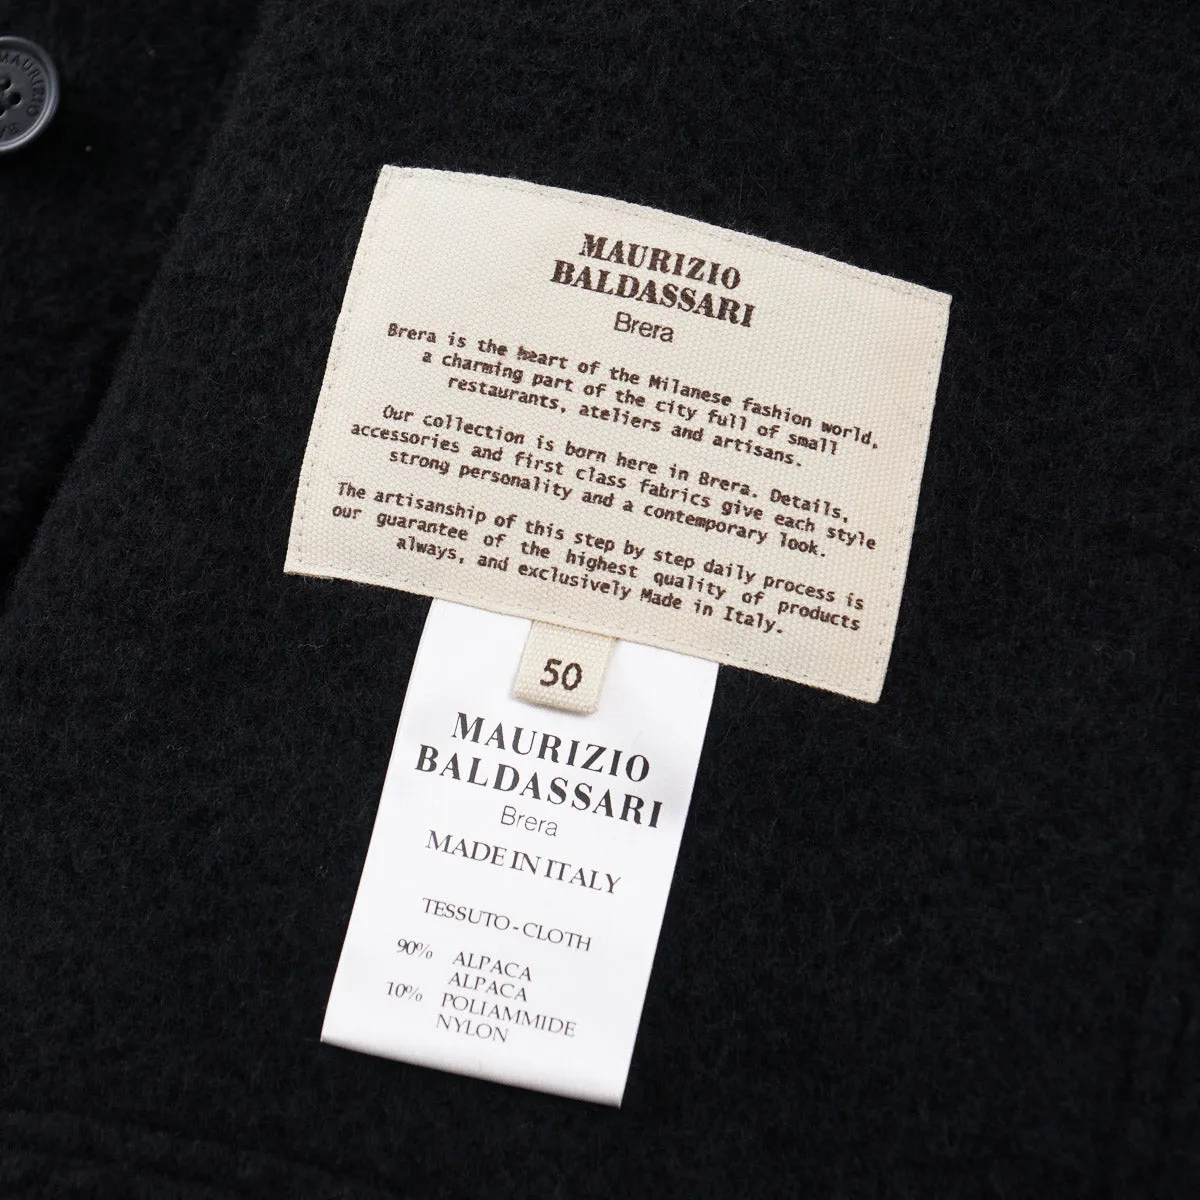 MAURIZIO
MAURIZIO
BALDASSARI
Brera
Brera is the heart of the Milanese fashion world,
a charming part of the city full of small
restaurants, ateliers and artisans.
Our collection is born here in Brera. Details,
accessories and first class fabrics give each style
strong personality and a contemporary look.
The artisanship of this step by step daily process is
our guarantee of the highest quality of products
always, and exclusively Made in Italy.
50
MAURIZIO
BALDASSARI
Brera
MADE IN ITALY
TESSUTO-CLOTH
90% ALPACA
ALPACA
10% POLIAMMIDE
NYLON